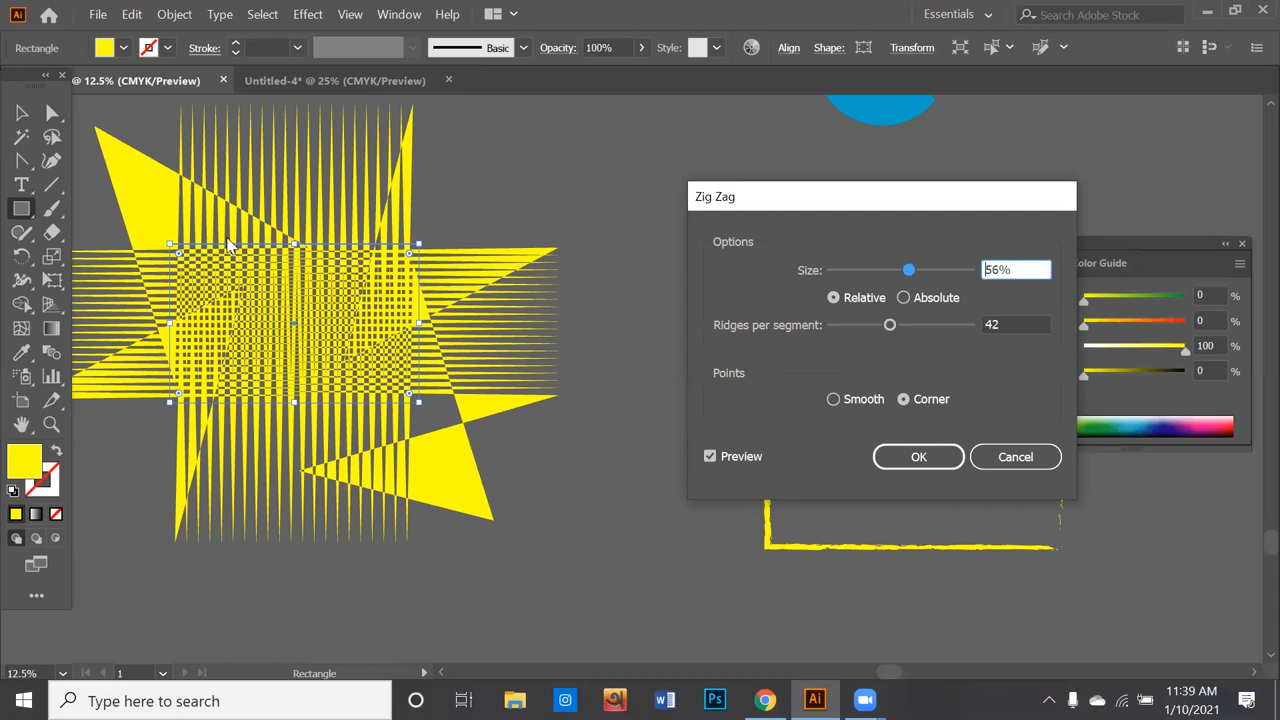 Ai File Edit Object Type Select Effect View Window Help Essentials Search Adobe Stock
Rectangle Stroke: Basic Opacity: 100% Style: Align Shape: Transform
@ 12.5% (CMYK/Preview) Untitled-4* @ 25% (CMYK/Preview)
Zig Zag
Options
Size: 56%
Relative Absolute
Ridges per segment: 42
Points
Smooth Corner
Preview OK Cancel
Color Guide
0 %
0 %
100 %
0 %
12.5% 1 Rectangle
Type here to search
W Ps Ai
11:39 AM
1/10/2021